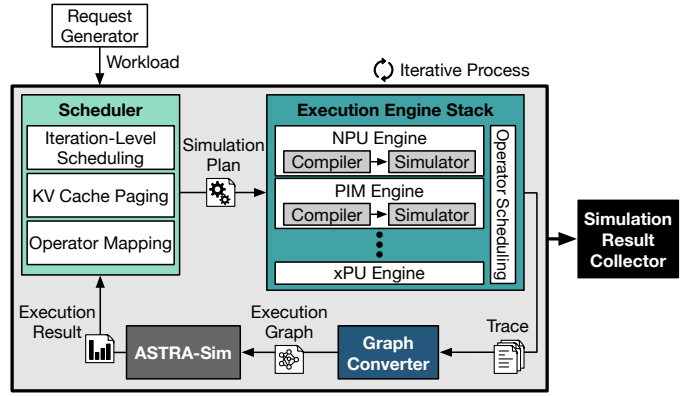 Request
Generator
Workload
Iterative Process
Scheduler
Iteration-Level
Scheduling
KV Cache Paging
Operator Mapping
Simulation
Plan
Execution Engine Stack
NPU Engine
Compiler
Simulator
PIM Engine
Compiler
Simulator
xPU Engine
Operator Scheduling
Simulation
Result
Collector
Execution
Result
ASTRA-Sim
Execution
Graph
Graph
Converter
Trace